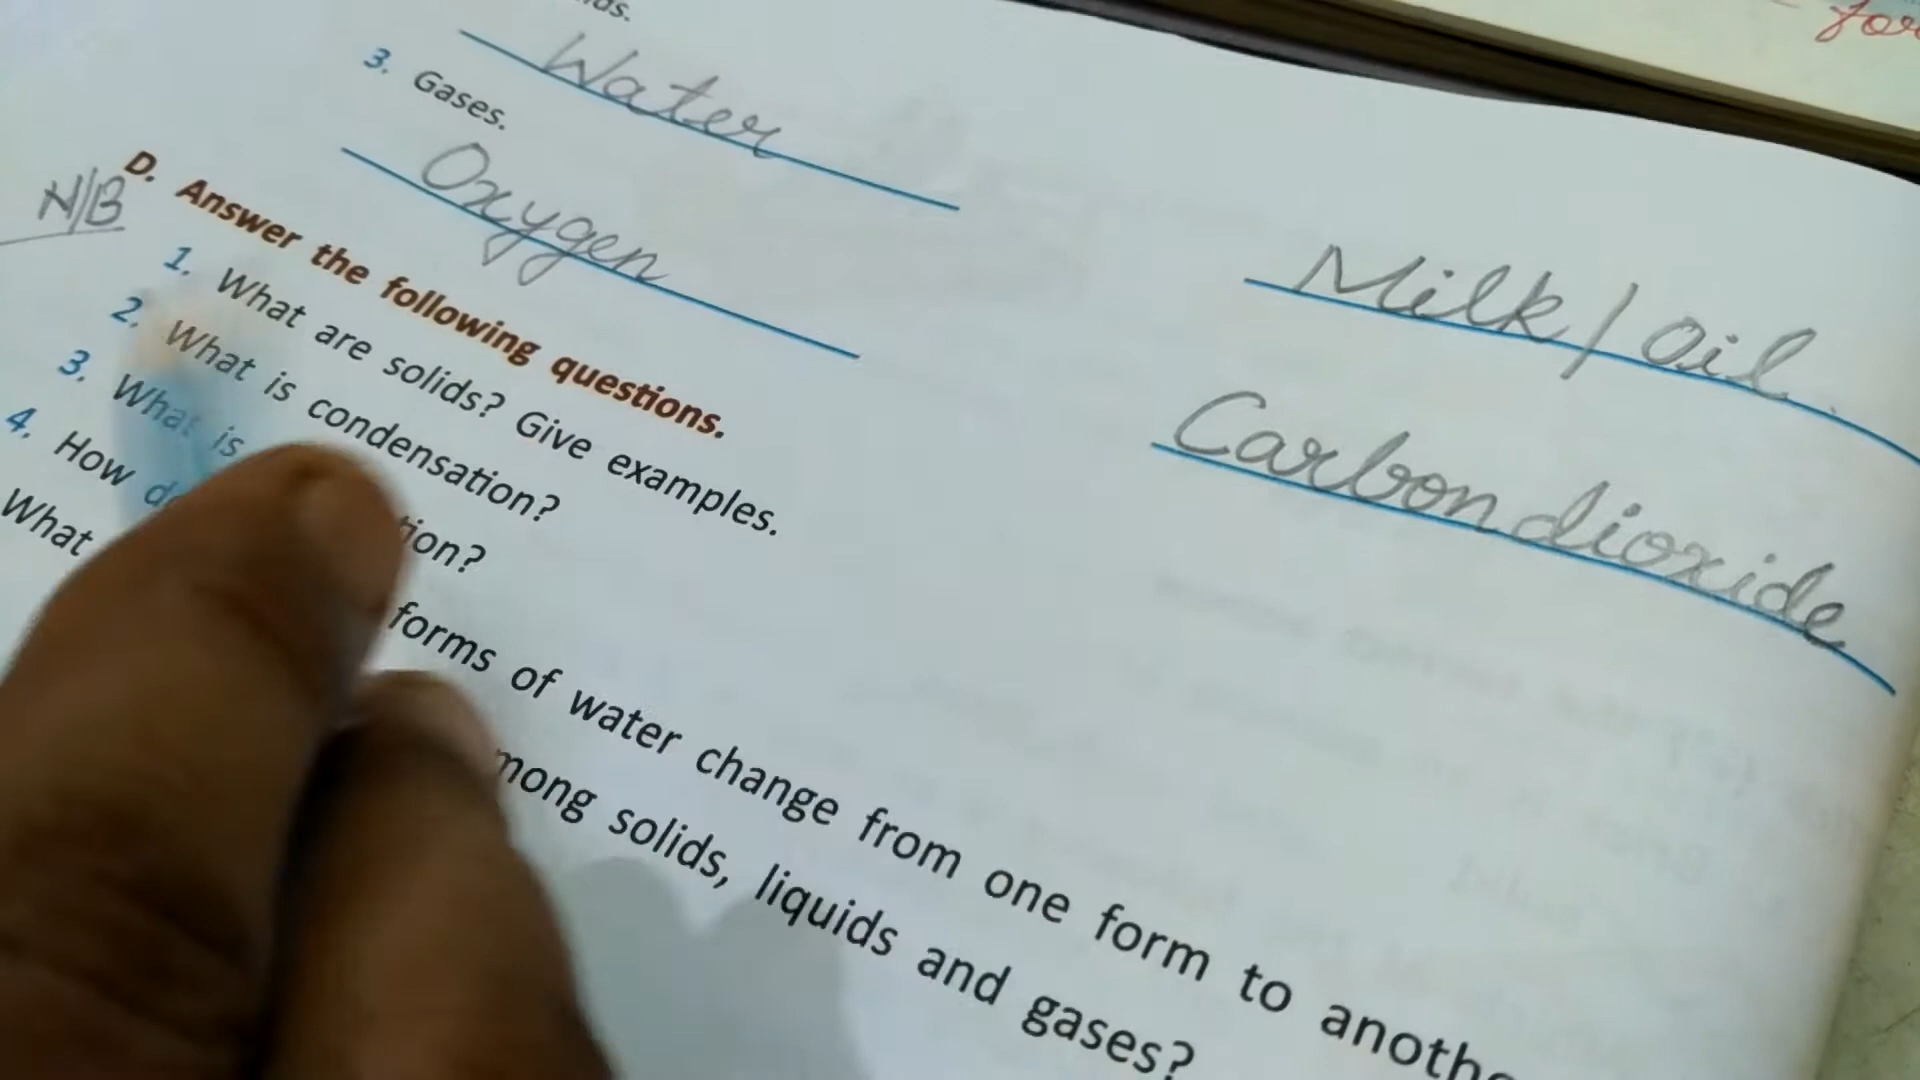 for
Water
Milk / Oil
3. Gases.
Oxygen
Carbondioxide
N/B
D. Answer the following questions.
1. What are solids? Give examples.
2. What is condensation?
3. What is
4. How do forms of water change from one form to
What solids, liquids and gases?